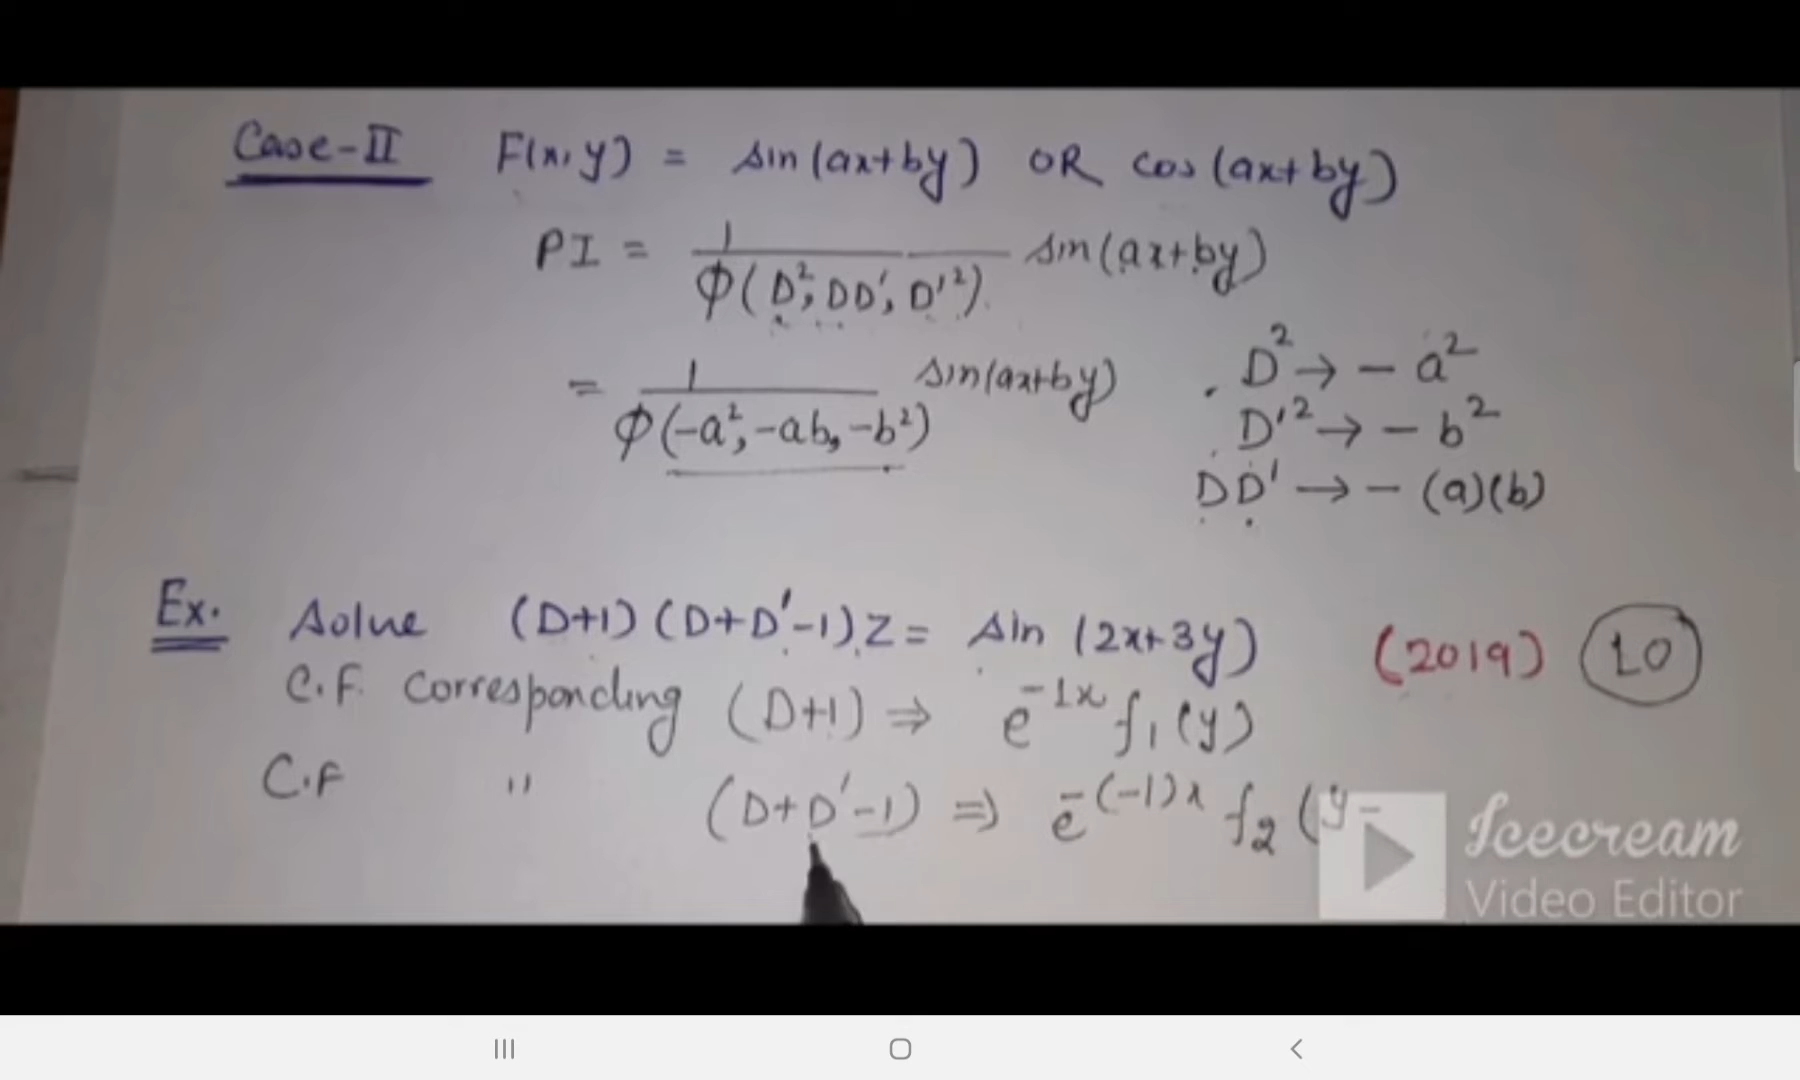 Case-II F(x,y) = sin(ax+by) OR cos(ax+by)
PI = 1/ϕ(D²,DD',D'²) sin(ax+by)
= 1/ϕ(-a²,-ab,-b²) sin(ax+by)
D² → -a²
D'² → -b²
DD' → -(a)(b)
Ex. Solve (D+1)(D+D'-1)Z = sin(2x+3y) (2019) 10
C.F. corresponding (D+1) ⇒ e^-1x f₁(y)
C.F " (D+D'-1) ⇒ e^-(-1)x f₂(y-
Icecream
Video Editor